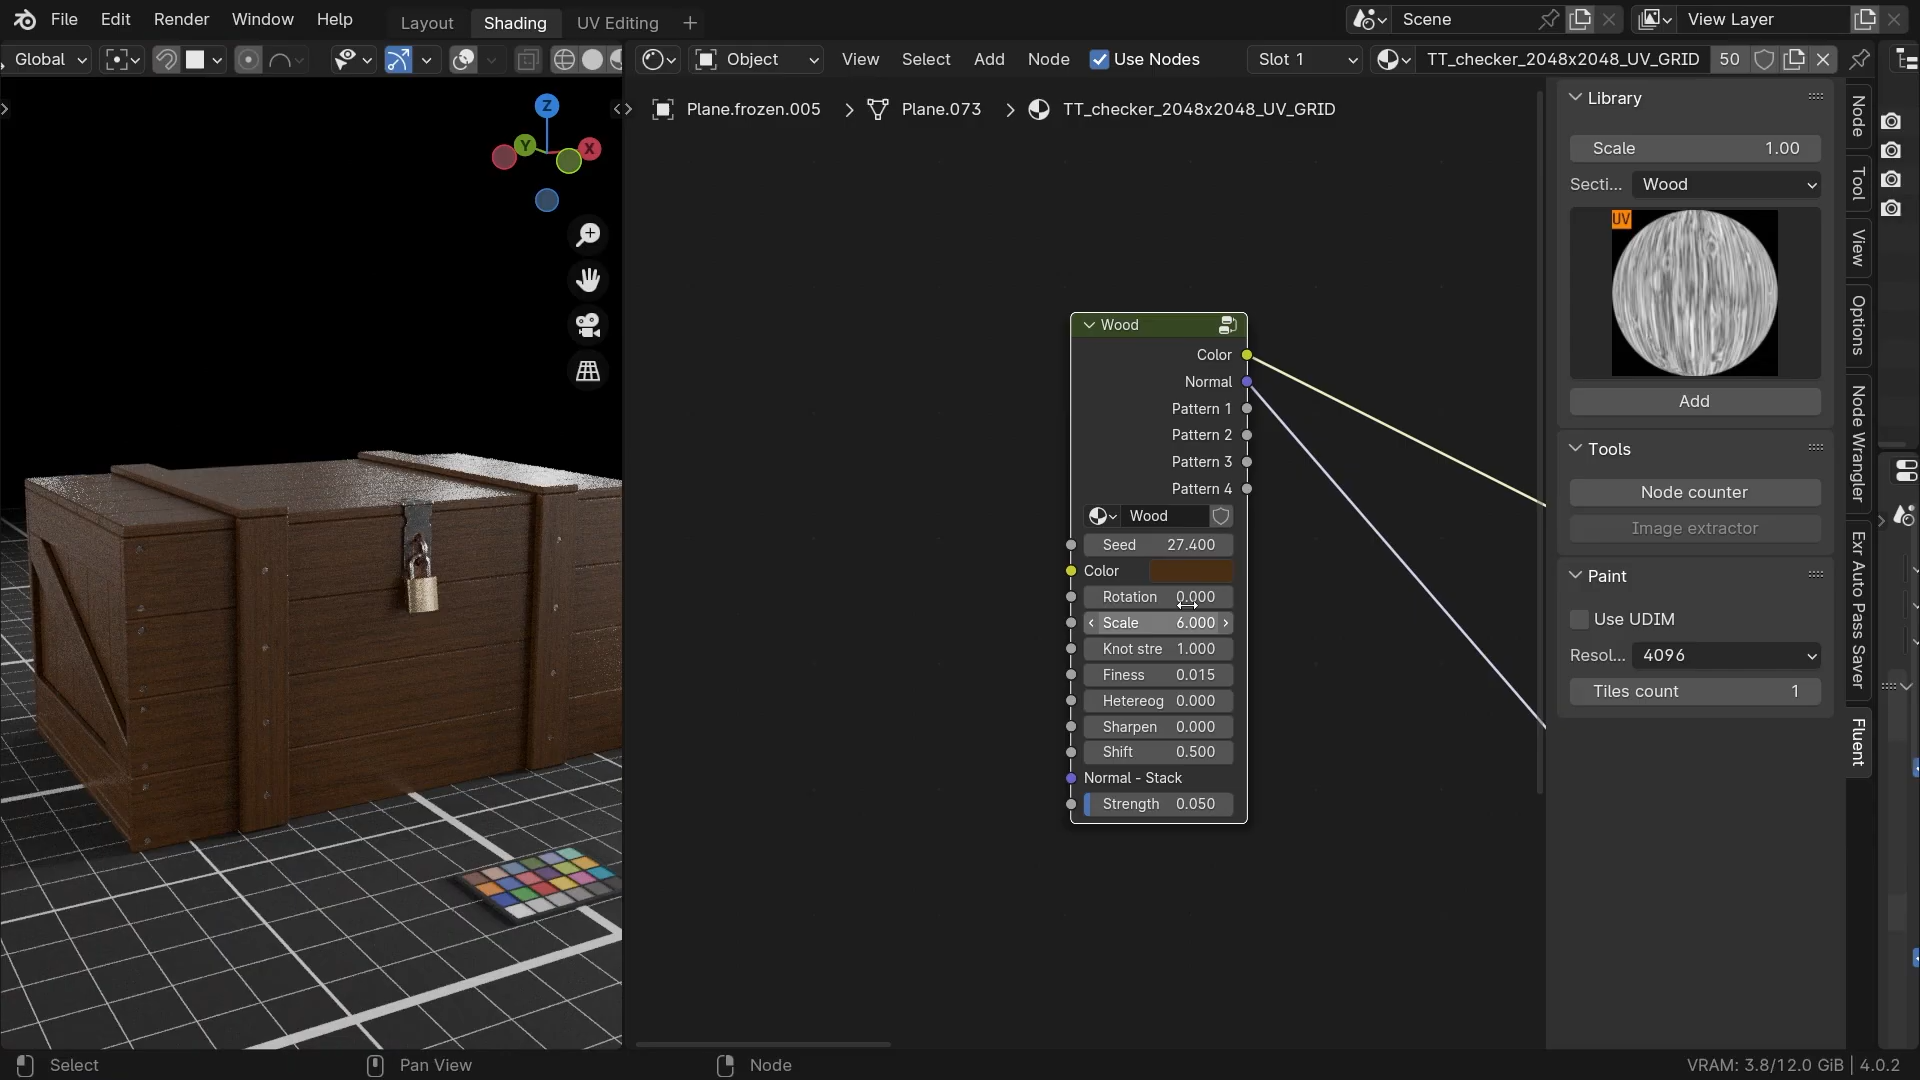 File Edit Render Window Help Layout Shading UV Editing Scene View Layer
Global Object View Select Add Node Use Nodes Slot 1 TT_checker_2048x2048_UV_GRID 50
Plane.frozen.005 Plane.073 TT_checker_2048x2048_UV_GRID
Z
Y
X
Wood
Color
Normal
Pattern 1
Pattern 2
Pattern 3
Pattern 4
Wood
Seed 27.400
Color
Rotation 0.000
Scale 6.000
Knot stre 1.000
Finess 0.015
Hetereog 0.000
Sharpen 0.000
Shift 0.500
Normal - Stack
Strength 0.050
Library
Scale 1.00
Secti... Wood
UV
Add
Tools
Node counter
Image extractor
Paint
Use UDIM
Resol... 4096
Tiles count 1
Node
Tool
View
Options
Node Wrangler
Exr Auto Pass Saver
Fluent
Select Pan View Node VRAM: 3.8/12.0 GiB | 4.0.2